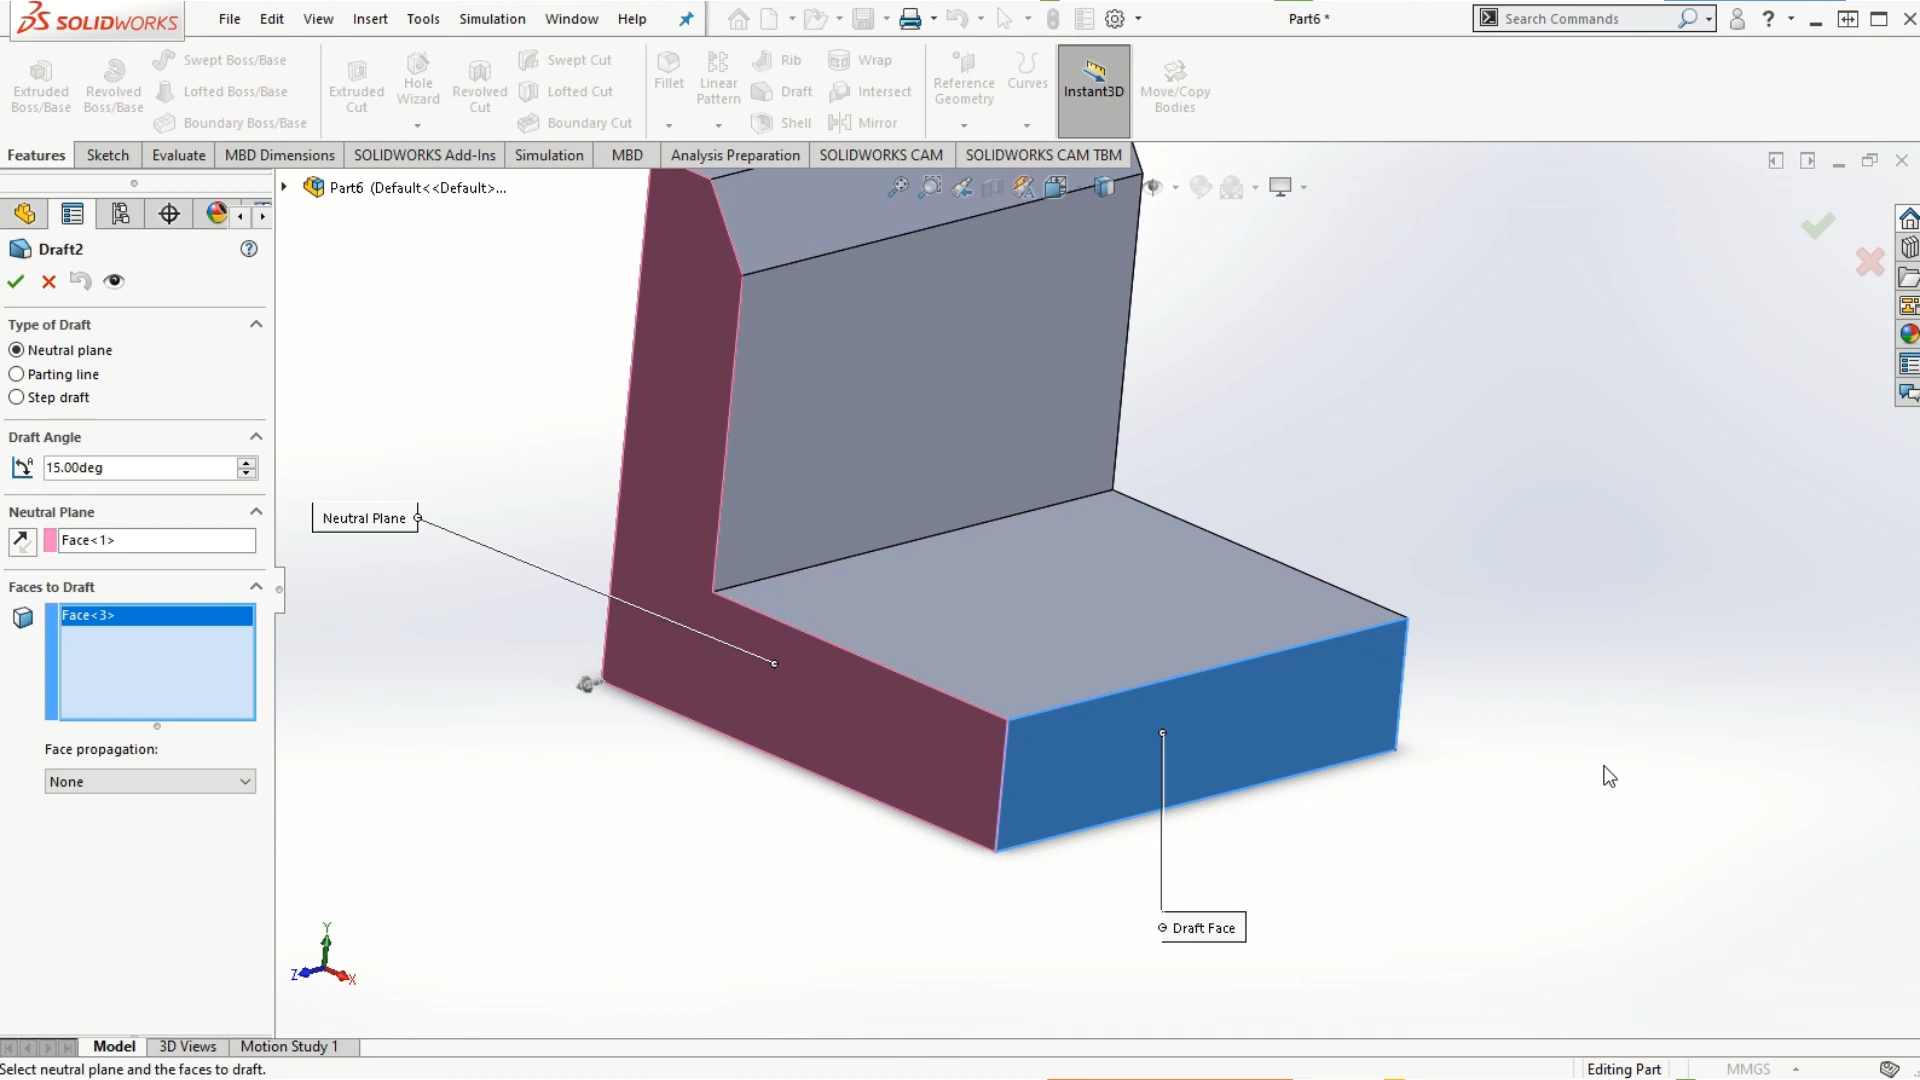 SOLIDWORKS File Edit View Insert Tools Simulation Window Help Part6 * Search Commands ?
Extruded Boss/Base
Revolved Boss/Base
Swept Boss/Base
Lofted Boss/Base
Boundary Boss/Base
Extruded Cut
Hole Wizard
Revolved Cut
Swept Cut
Lofted Cut
Boundary Cut
Fillet
Linear Pattern
Rib
Draft
Shell
Wrap
Intersect
Mirror
Reference Geometry
Curves
Instant3D
Move/Copy Bodies
Features Sketch Evaluate MBD Dimensions SOLIDWORKS Add-Ins Simulation MBD Analysis Preparation SOLIDWORKS CAM SOLIDWORKS CAM TBM
Part6 (Default<<Default>...
Draft2
Type of Draft
Neutral plane
Parting line
Step draft
Draft Angle
15.00deg
Neutral Plane
Face<1>
Faces to Draft
Face<3>
Face propagation:
None
Neutral Plane
Draft Face
Y
Z
X
Model 3D Views Motion Study 1
Select neutral plane and the faces to draft.
Editing Part
MMGS